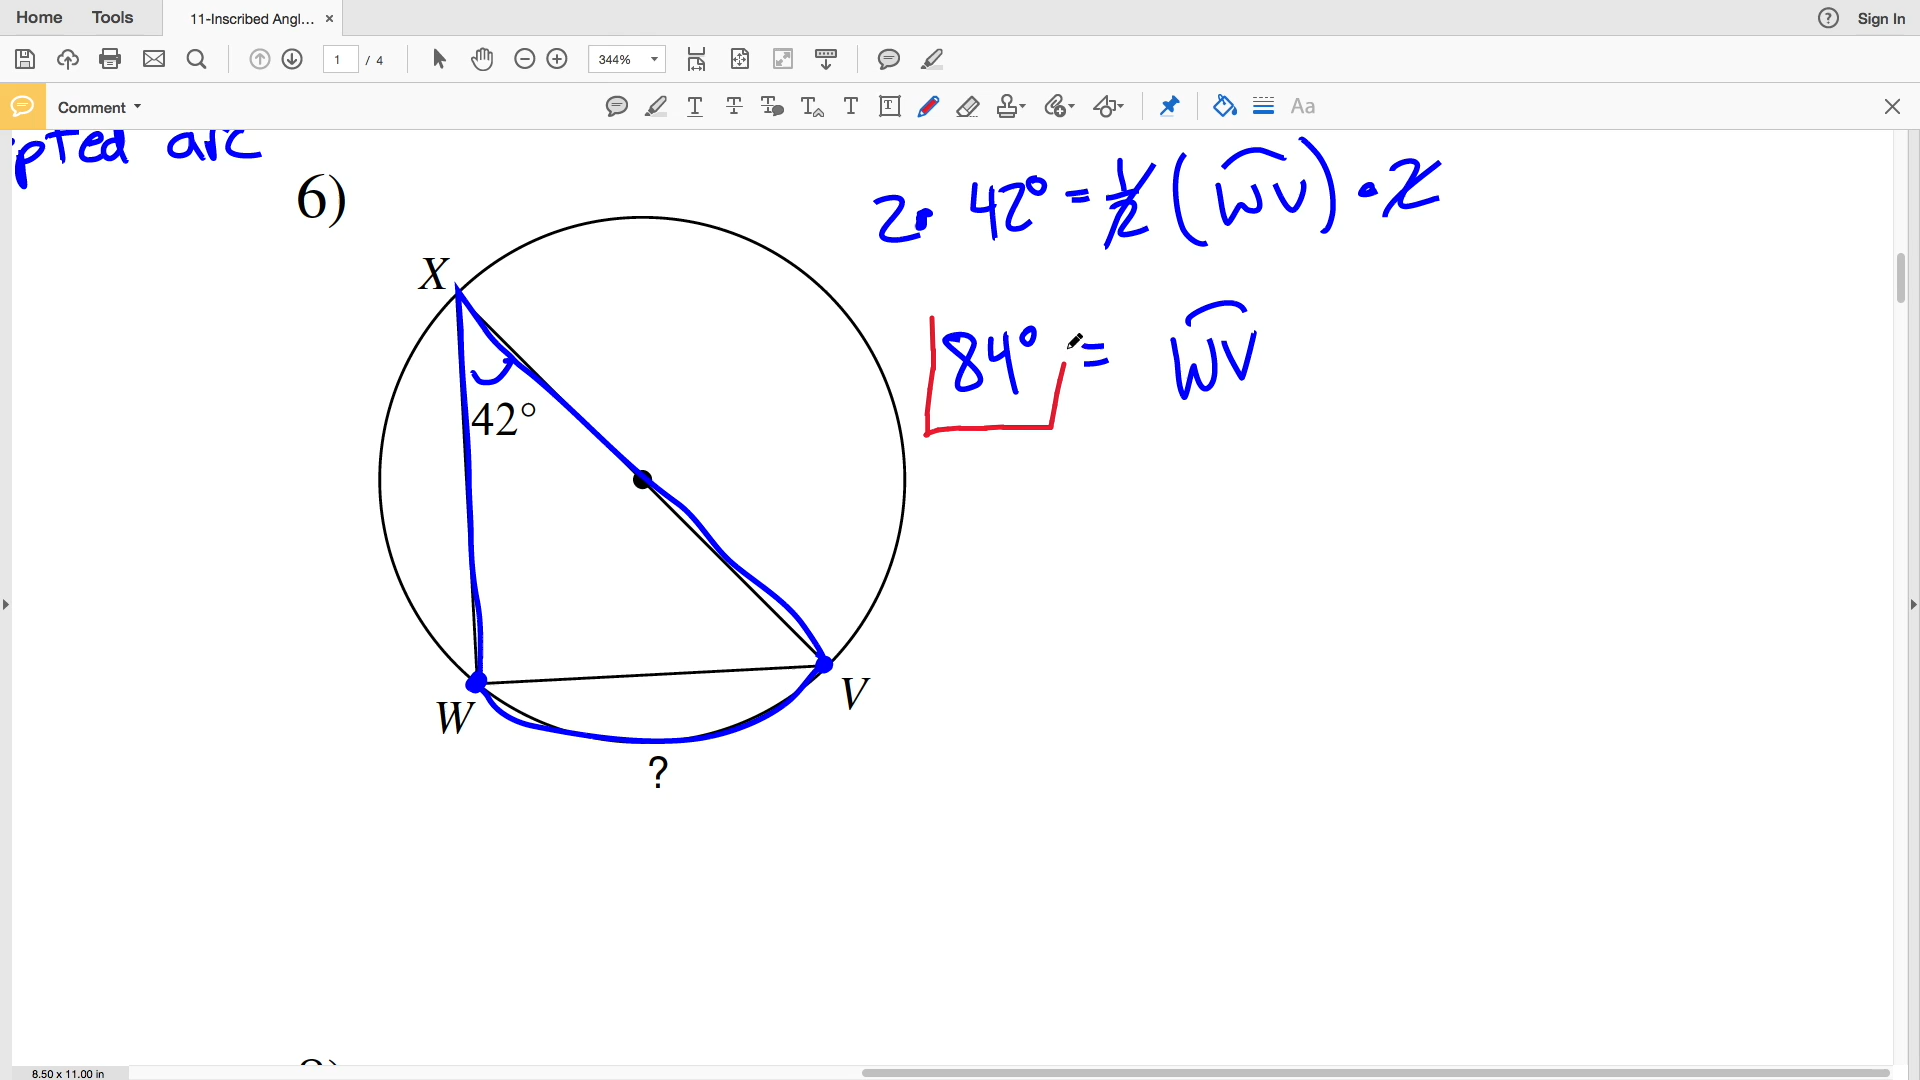 Home Tools 11-Inscribed Angl... × Sign In
1 / 4 344%
Comment Aa
pted arc
6)
2 · 42° = 1/2 (WV) · 2
X
84° = WV
42°
W
V
?
8.50 x 11.00 in